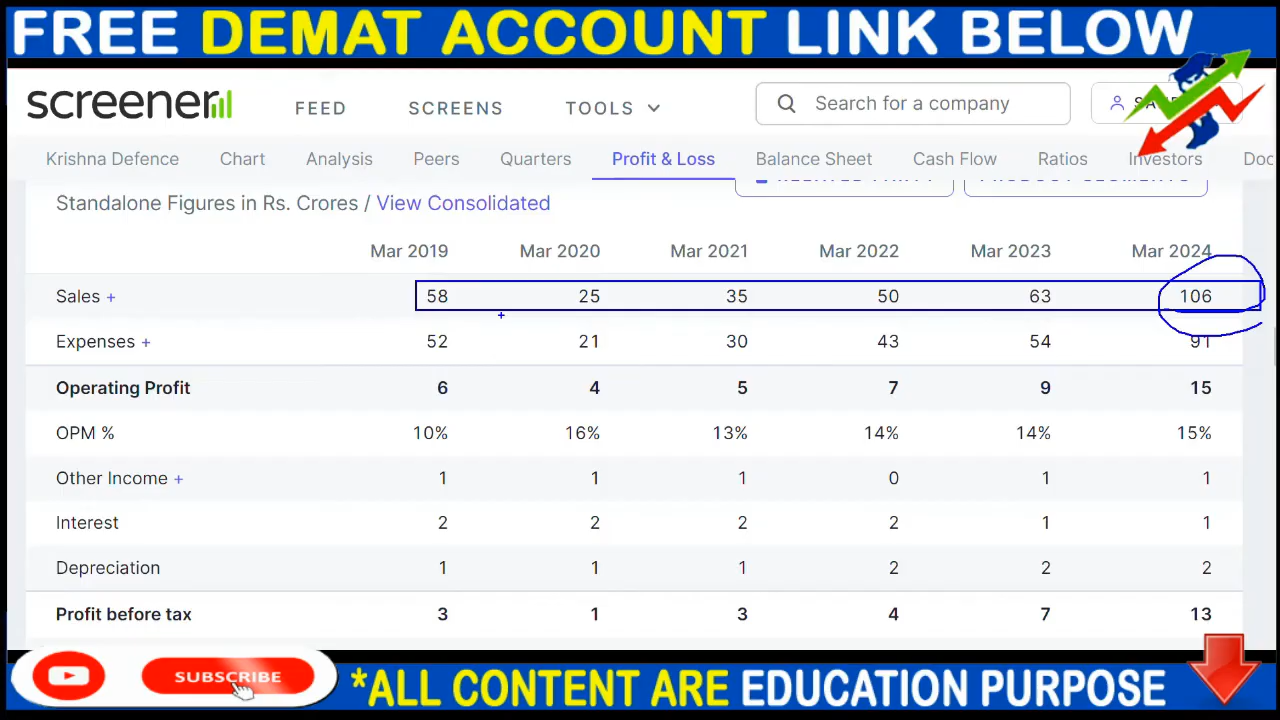 FREE DEMAT ACCOUNT LINK BELOW
screener FEED SCREENS TOOLS Search for a company
Krishna Defence Chart Analysis Peers Quarters Profit & Loss Balance Sheet Cash Flow Ratios Investors Doc
RELATED PARTY PRODUCT SEGMENTS
Standalone Figures in Rs. Crores / View Consolidated
Mar 2019 Mar 2020 Mar 2021 Mar 2022 Mar 2023 Mar 2024
Sales + 58 25 35 50 63 106
Expenses + 52 21 30 43 54 91
Operating Profit 6 4 5 7 9 15
OPM % 10% 16% 13% 14% 14% 15%
Other Income + 1 1 1 0 1 1
Interest 2 2 2 2 1 1
Depreciation 1 1 1 2 2 2
Profit before tax 3 1 3 4 7 13
SUBSCRIBE
*ALL CONTENT ARE EDUCATION PURPOSE